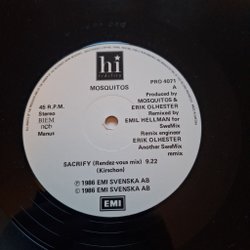 hi
fidelity
MOSQUITOS
PRO-4071
A
45 R.P.M.
Stereo
BIEM
ncb
Manus
Produced by
MOSQUITOS &
ERIK OLHESTER
Remixed by
EMIL HELLMAN for
SweMix
Remix engineer
ERIK OLHESTER
Another SweMix
remix
SACRIFY (Rendez-vous mix) 9.22
(Kirschon)
Ⓟ 1986 EMI SVENSKA AB
© 1986 EMI SVENSKA AB
EMI